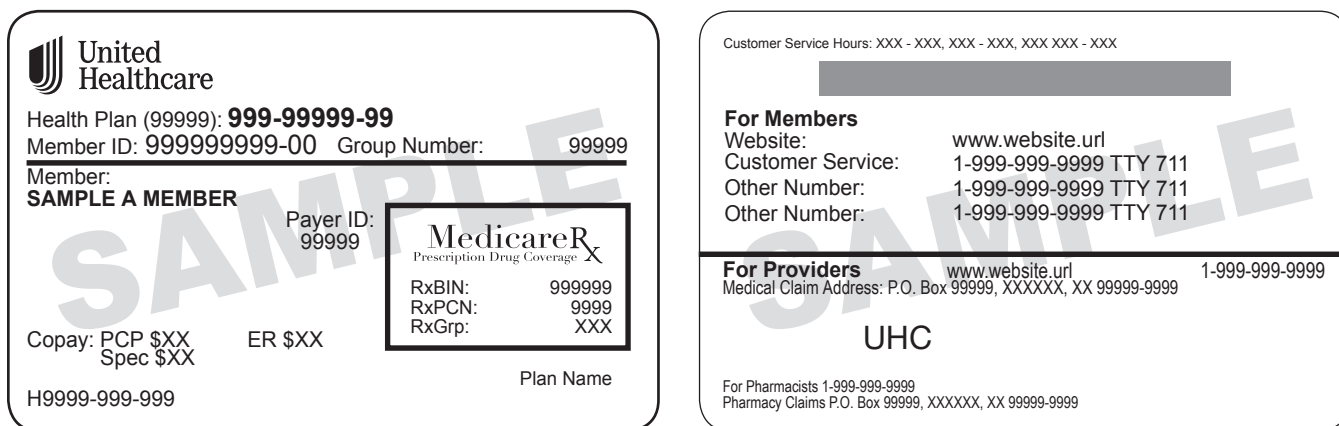 United
Healthcare
Health Plan (99999): 999-99999-99
Member ID: 999999999-00 Group Number: 99999
Member:
SAMPLE A MEMBER
Payer ID:
99999
MedicareRx
Prescription Drug Coverage
RxBIN: 999999
RxPCN: 9999
RxGrp: XXX
Copay: PCP $XX ER $XX
Spec $XX
Plan Name
H9999-999-999
SAMPLE
Customer Service Hours: XXX - XXX, XXX - XXX, XXX XXX - XXX
For Members
Website: www.website.url
Customer Service: 1-999-999-9999 TTY 711
Other Number: 1-999-999-9999 TTY 711
Other Number: 1-999-999-9999 TTY 711
For Providers www.website.url 1-999-999-9999
Medical Claim Address: P.O. Box 99999, XXXXXX, XX 99999-9999
UHC
For Pharmacists 1-999-999-9999
Pharmacy Claims P.O. Box 99999, XXXXXX, XX 99999-9999
SAMPLE